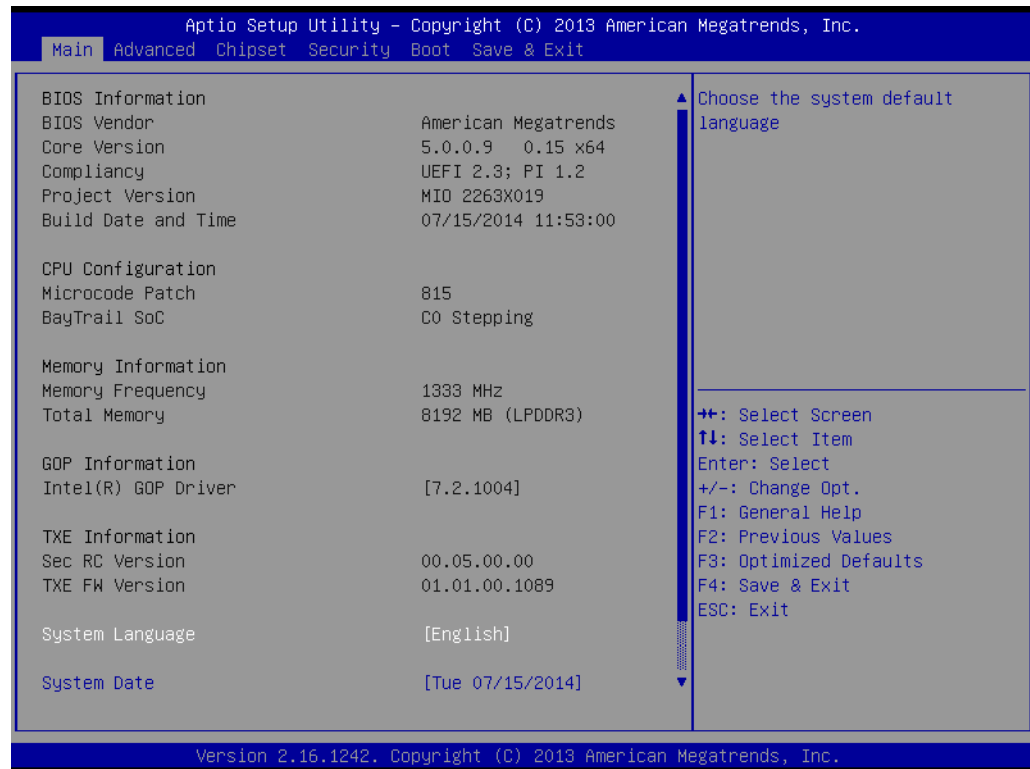 Aptio Setup Utility – Copyright (C) 2013 American Megatrends, Inc.
Main Advanced Chipset Security Boot Save & Exit
BIOS Information
BIOS Vendor American Megatrends
Core Version 5.0.0.9 0.15 x64
Compliancy UEFI 2.3; PI 1.2
Project Version MIO 2263X019
Build Date and Time 07/15/2014 11:53:00
CPU Configuration
Microcode Patch 815
BayTrail SoC C0 Stepping
Memory Information
Memory Frequency 1333 MHz
Total Memory 8192 MB (LPDDR3)
GOP Information
Intel(R) GOP Driver [7.2.1004]
TXE Information
Sec RC Version 00.05.00.00
TXE FW Version 01.01.00.1089
System Language [English]
System Date [Tue 07/15/2014]
Choose the system default
language
→←: Select Screen
↑↓: Select Item
Enter: Select
+/-: Change Opt.
F1: General Help
F2: Previous Values
F3: Optimized Defaults
F4: Save & Exit
ESC: Exit
Version 2.16.1242. Copyright (C) 2013 American Megatrends, Inc.